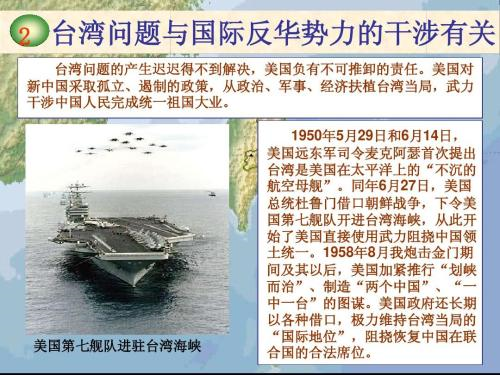 2 台湾问题与国际反华势力的干涉有关
台湾问题的产生迟迟得不到解决，美国负有不可推卸的责任。美国对
新中国采取孤立、遏制的政策，从政治、军事、经济扶植台湾当局，武力
干涉中国人民完成统一祖国大业。
1950年5月29日和6月14日，
美国远东军司令麦克阿瑟首次提出
台湾是美国在太平洋上的“不沉的
航空母舰”。同年6月27日，美国
总统杜鲁门借口朝鲜战争，下令美
国第七舰队开进台湾海峡，从此开
始了美国直接使用武力阻挠中国领
土统一。1958年8月我炮击金门期
间及其以后，美国加紧推行“划峡
而治”、制造“两个中国”、“一
中一台”的图谋。美国政府还长期
以各种借口，极力维持台湾当局的
“国际地位”，阻挠恢复中国在联
合国的合法席位。
美国第七舰队进驻台湾海峡